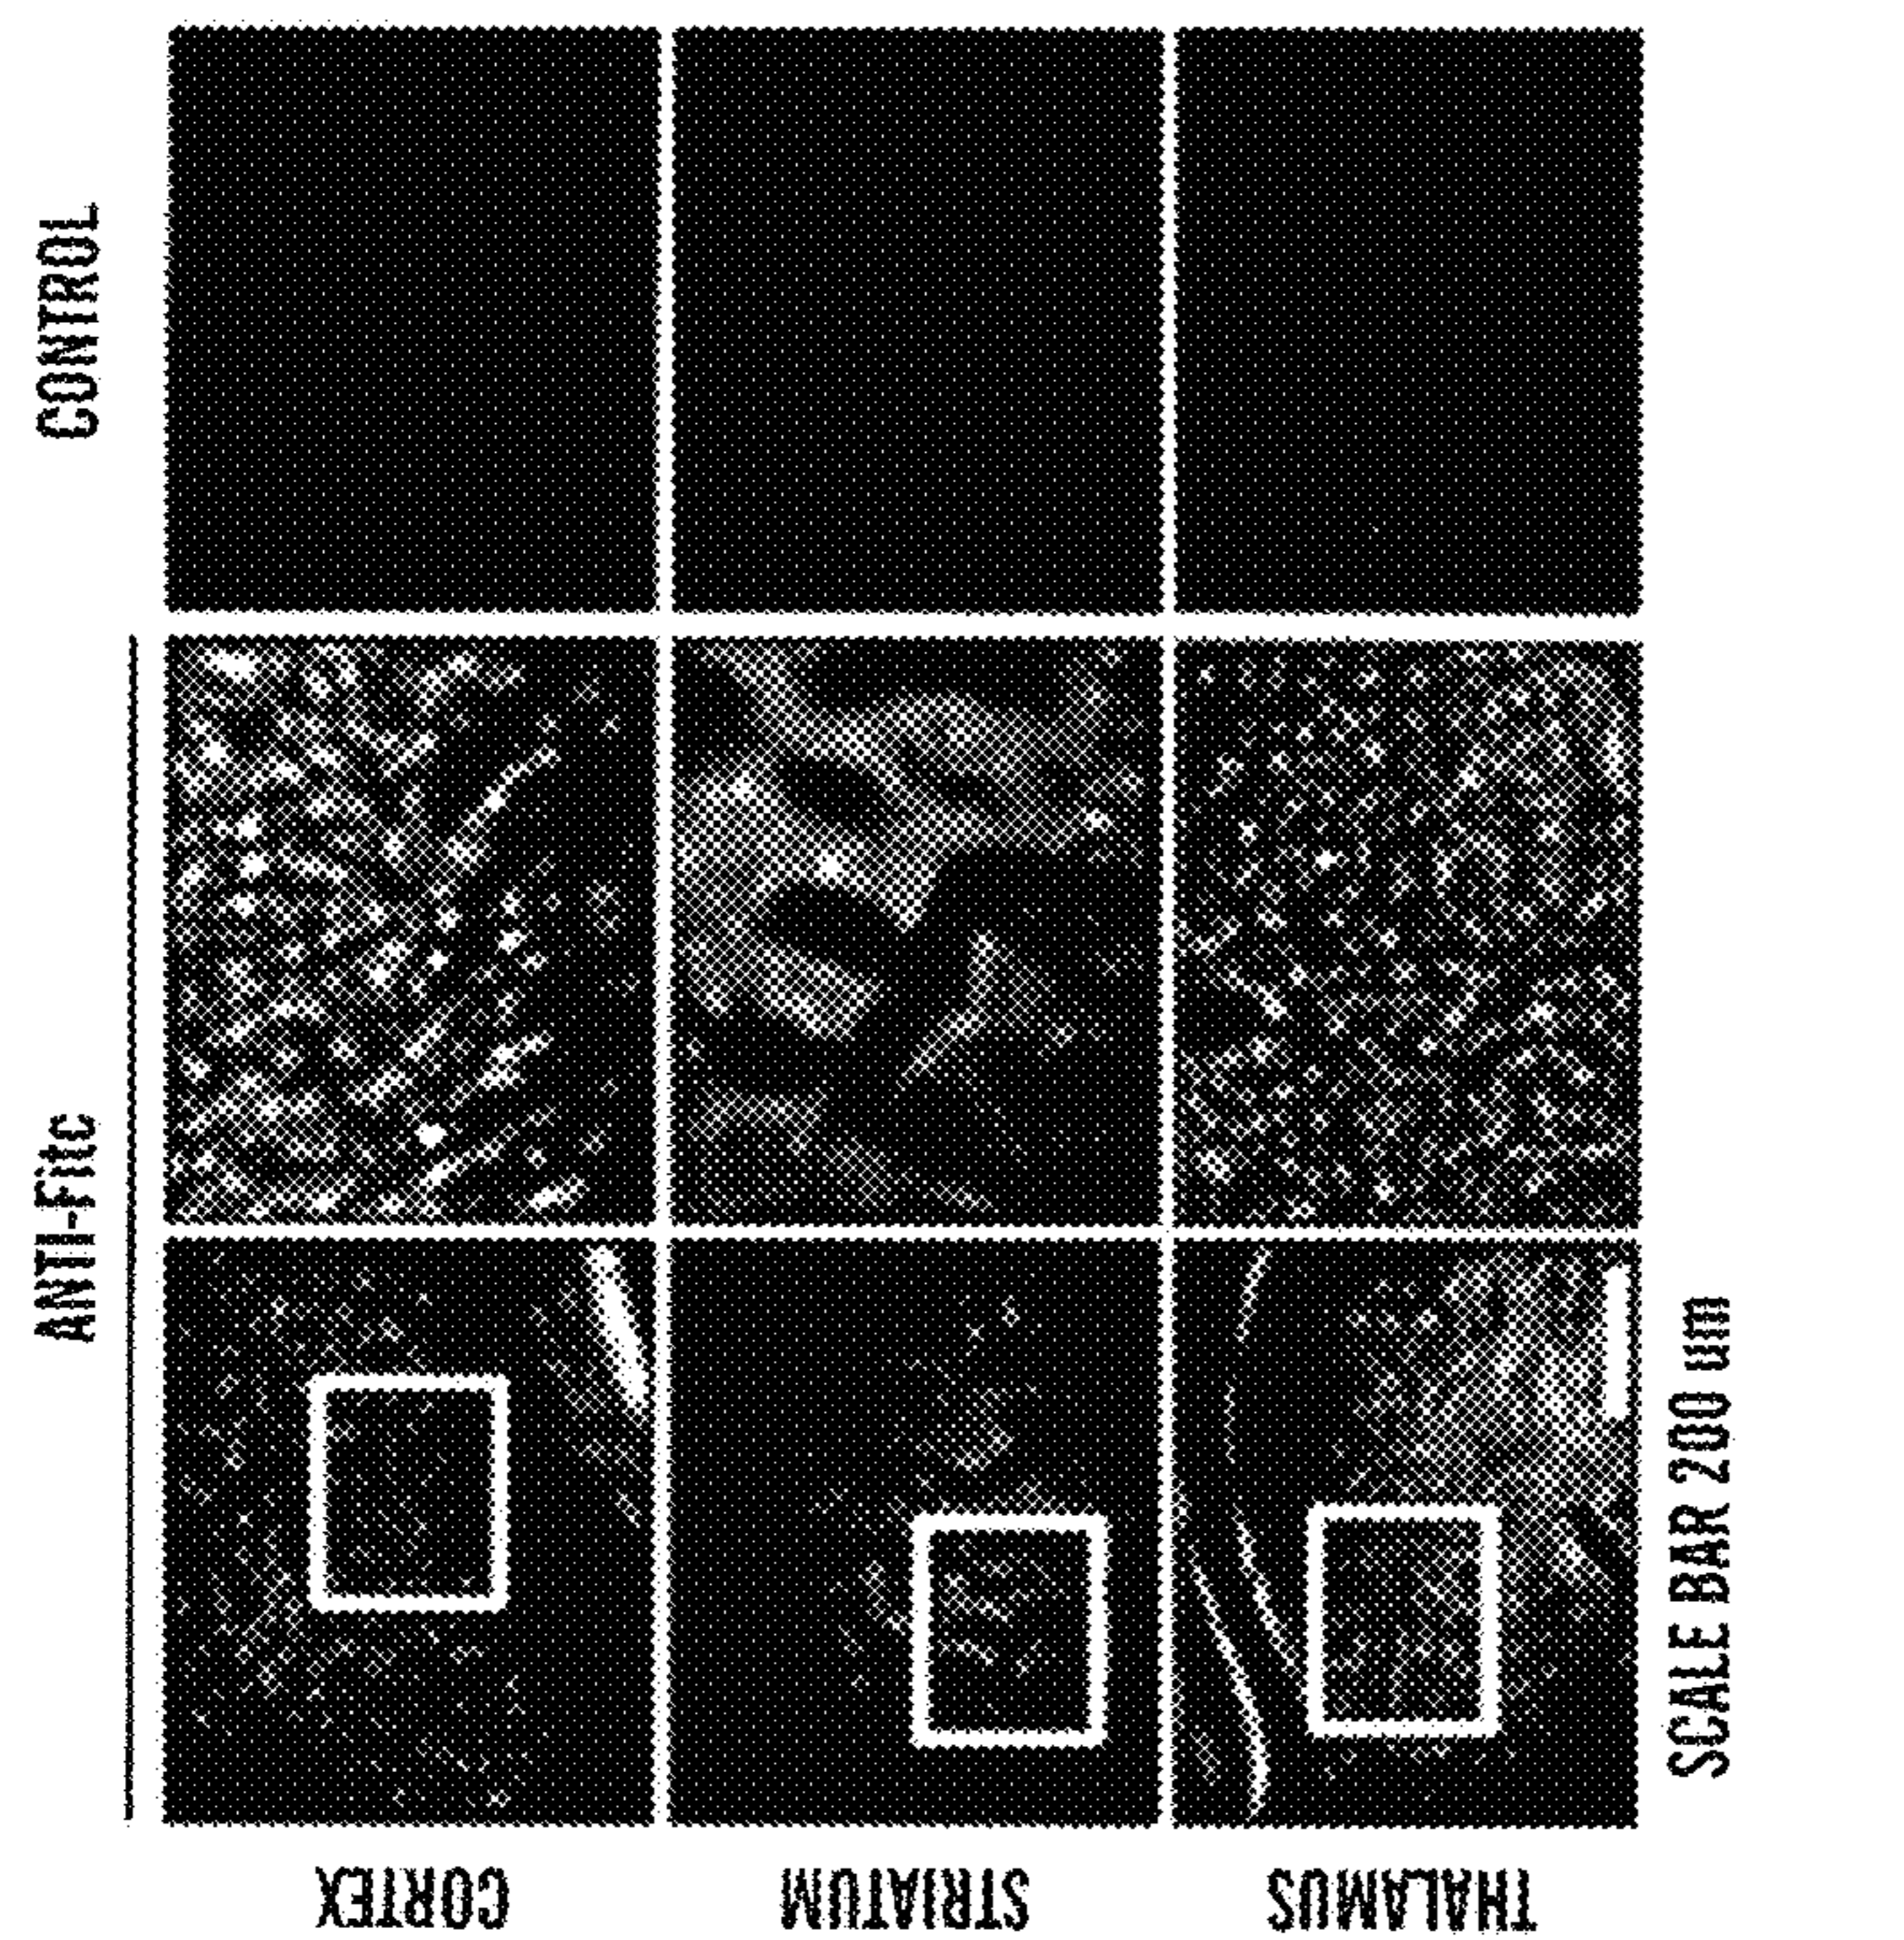 ANTI-Fitc
CONTROL
CORTEX
STRIATUM
THALAMUS
SCALE BAR 200 um